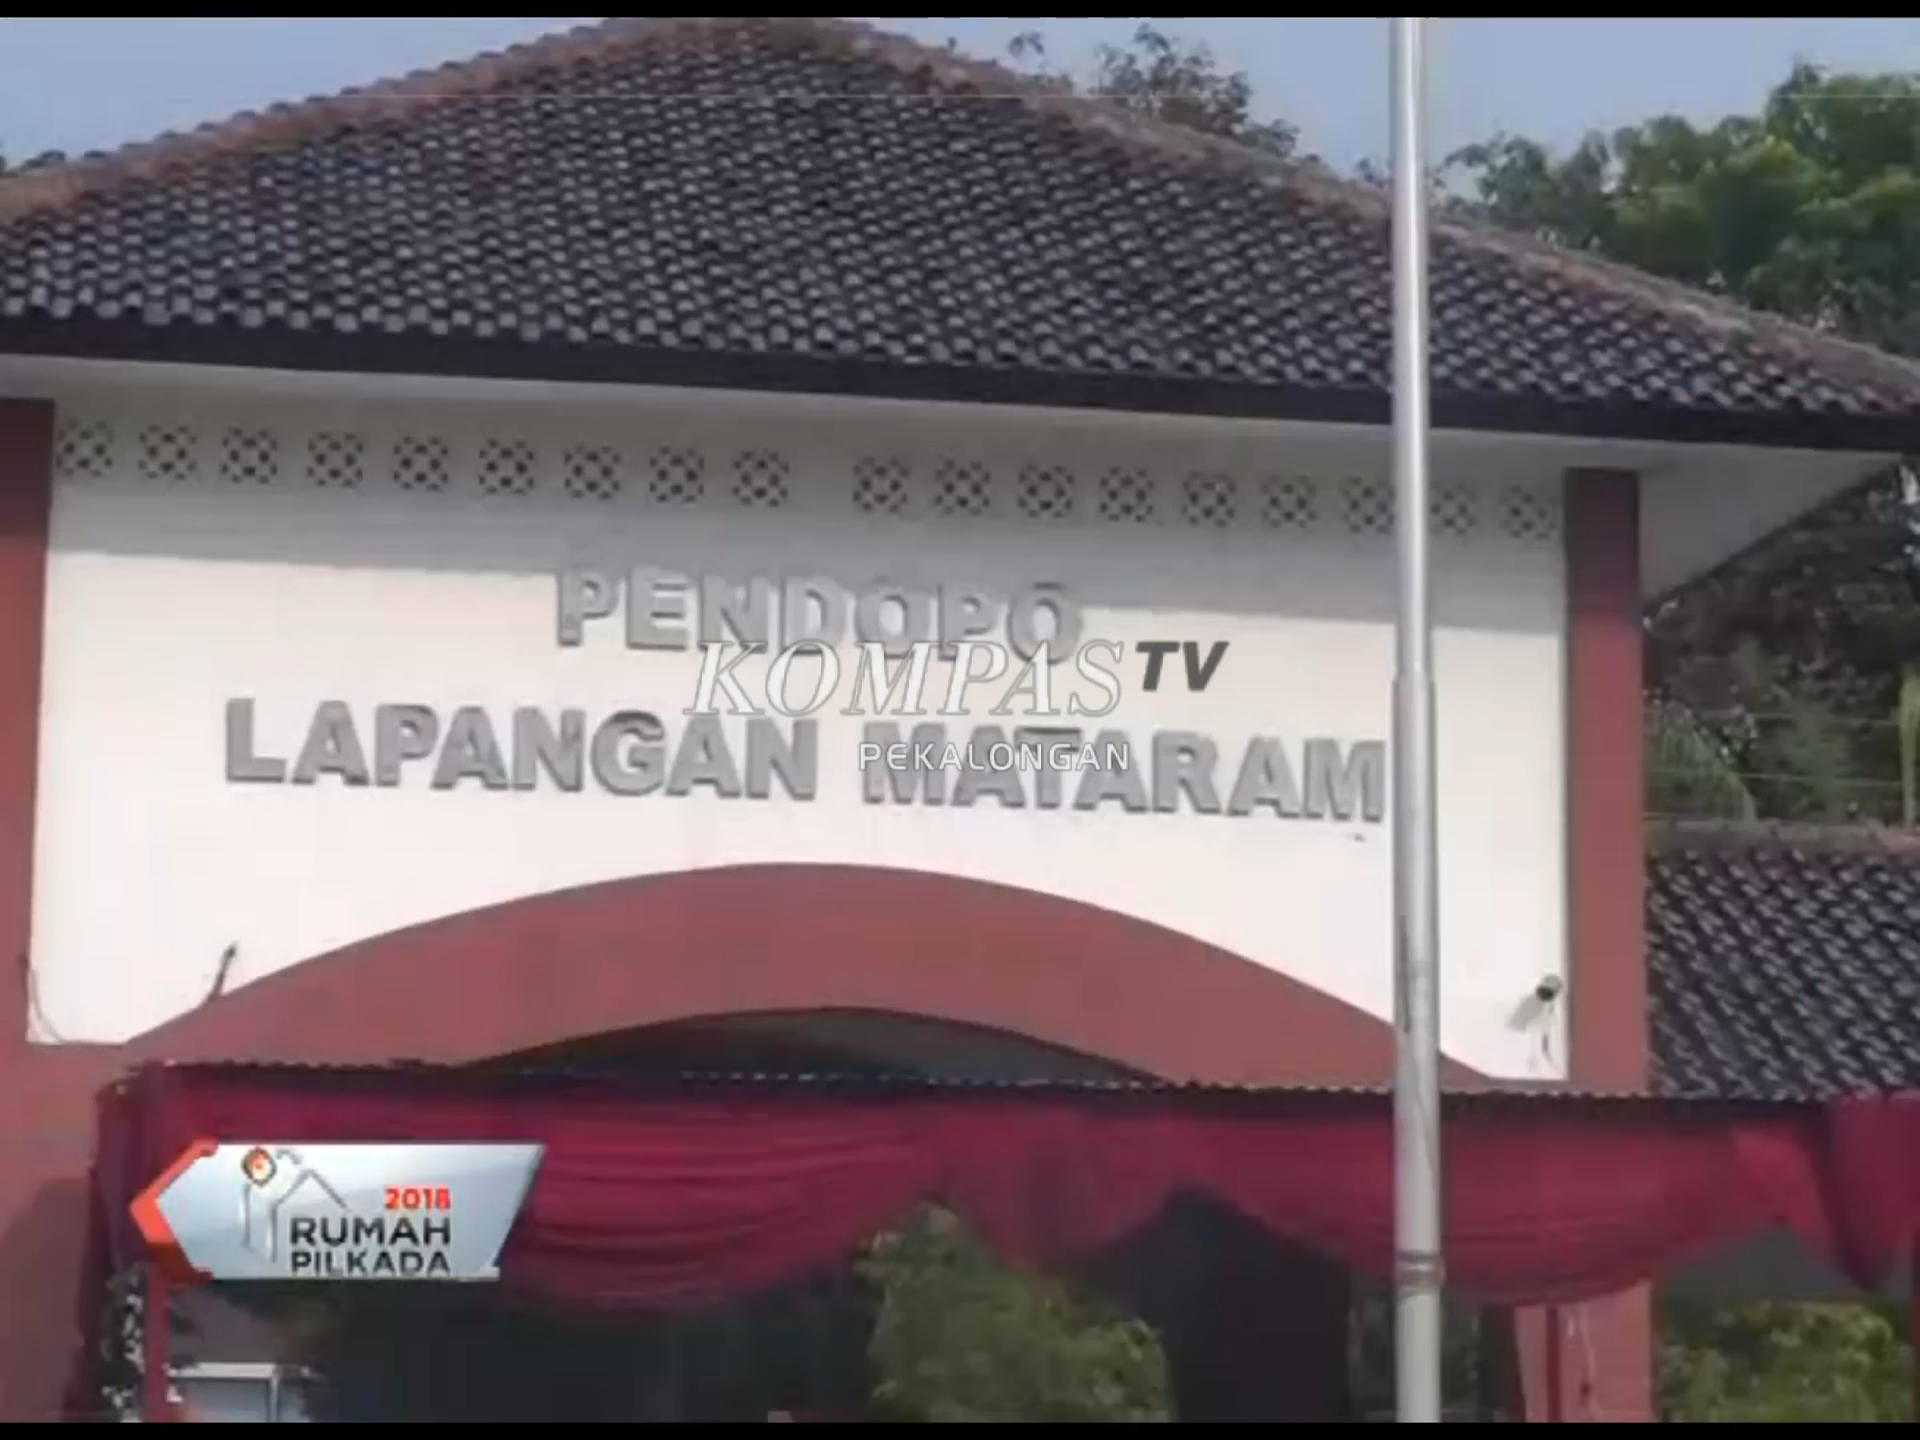 PENDOPO
KOMPAS TV
LAPANGAN MATARAM
PEKALONGAN
2018
RUMAH
PILKADA